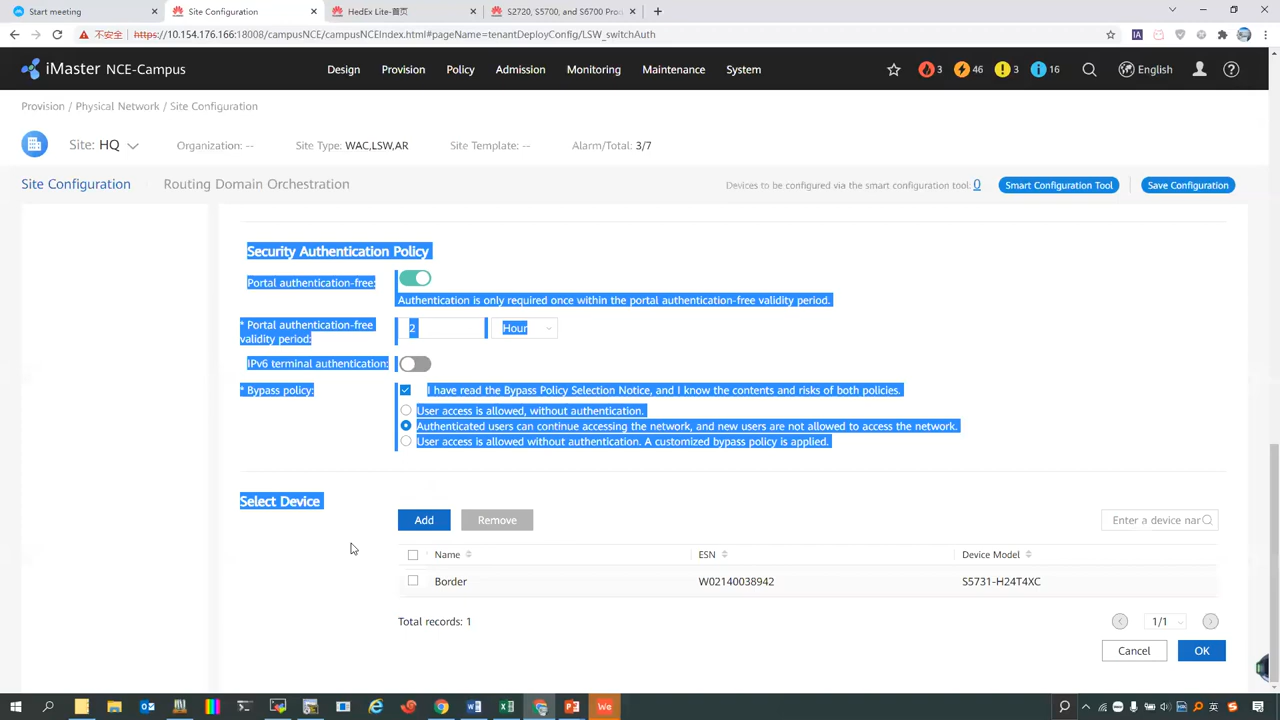 Start meeting
Site Configuration
HedEx Lite-首页
S2720, S5700, and S6700 Prod
不安全
https://10.154.176.166:18008/campusNCE/campusNCEIndex.html#pageName=tenantDeployConfig/LSW_switchAuth
iMaster NCE-Campus
Design
Provision
Policy
Admission
Monitoring
Maintenance
System
3
46
3
16
English
Provision / Physical Network / Site Configuration
Site: HQ
Organization: --
Site Type: WAC,LSW,AR
Site Template: --
Alarm/Total: 3/7
Site Configuration
Routing Domain Orchestration
Devices to be configured via the smart configuration tool: 0
Smart Configuration Tool
Save Configuration
Security Authentication Policy
Portal authentication-free:
Authentication is only required once within the portal authentication-free validity period.
* Portal authentication-free
validity period:
2
Hour
IPv6 terminal authentication:
* Bypass policy:
I have read the Bypass Policy Selection Notice, and I know the contents and risks of both policies.
User access is allowed, without authentication.
Authenticated users can continue accessing the network, and new users are not allowed to access the network.
User access is allowed without authentication. A customized bypass policy is applied.
Select Device
Add
Remove
Enter a device nar
Name
ESN
Device Model
Border
W02140038942
S5731-H24T4XC
Total records: 1
1/1
Cancel
OK
We
英